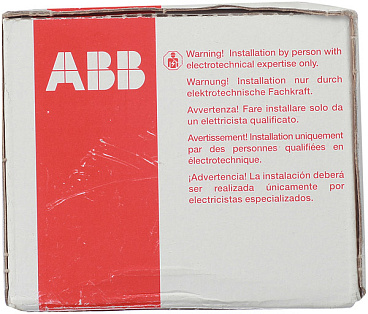 ABB
Warning! Installation by person with
electrotechnical expertise only.
Warnung! Installation nur durch
elektrotechnische Fachkraft.
Avvertenza! Fare installare solo da
un elettricista qualificato.
Avertissement! Installation uniquement
par des personnes qualifiées en
électrotechnique.
¡Advertencia! La instalación deberá
ser realizada únicamente por
electricistas especializados.